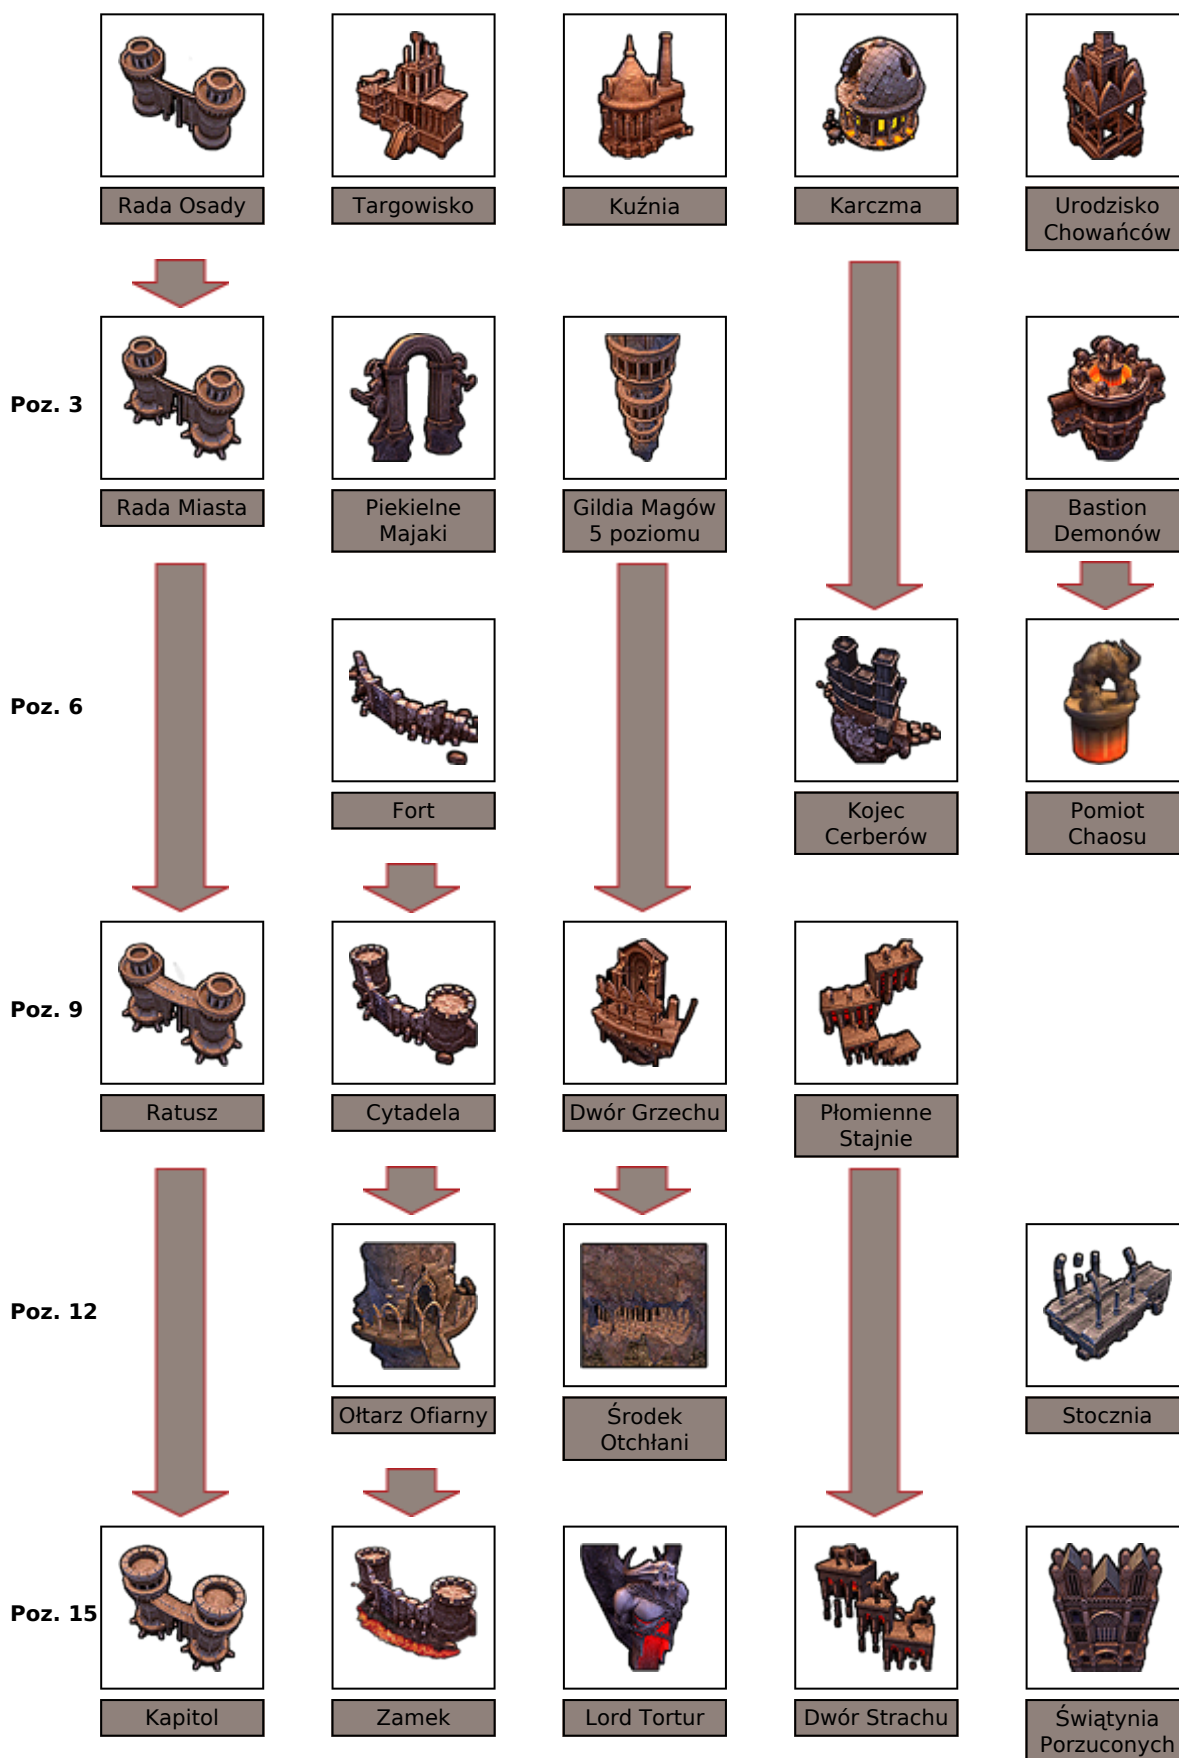 Rada Osady
Targowisko
Kuźnia
Karczma
Urodzisko
Chowańców
Poz. 3
Rada Miasta
Piekielne
Majaki
Gildia Magów
5 poziomu
Bastion
Demonów
Poz. 6
Fort
Kojec
Cerberów
Pomiot
Chaosu
Poz. 9
Ratusz
Cytadela
Dwór Grzechu
Płomienne
Stajnie
Poz. 12
Ołtarz Ofiarny
Środek
Otchłani
Stocznia
Poz. 15
Kapitol
Zamek
Lord Tortur
Dwór Strachu
Świątynia
Porzuconych